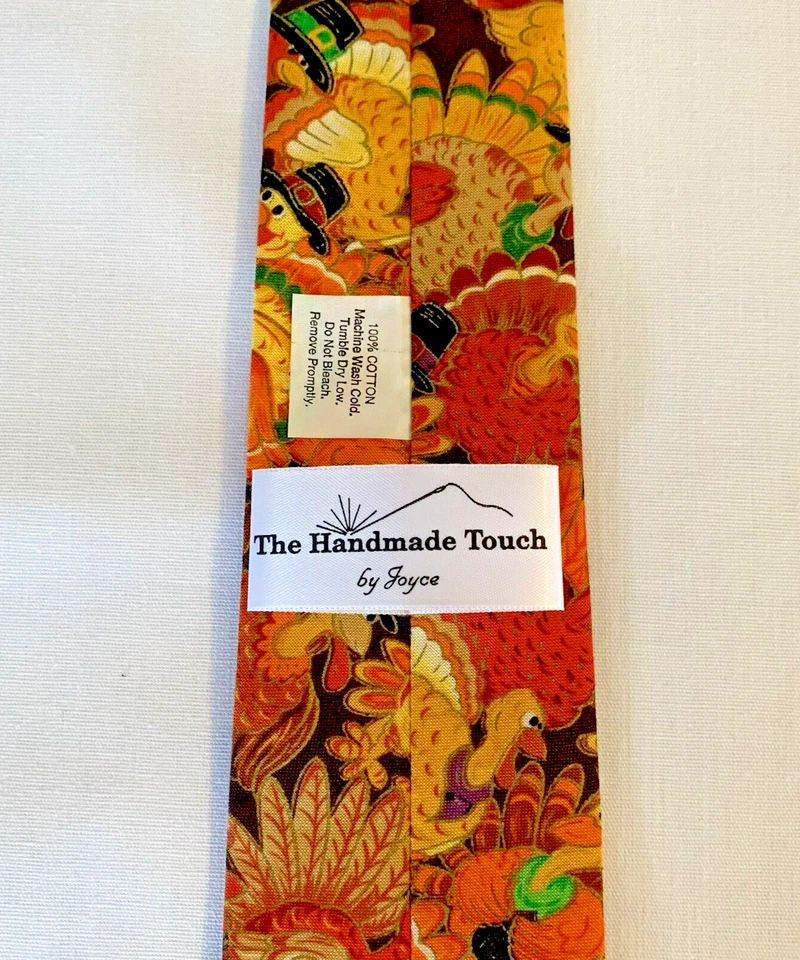 100% COTTON
Machine Wash Cold.
Tumble Dry Low.
Do Not Bleach.
Remove Promptly.
The Handmade Touch
by Joyce